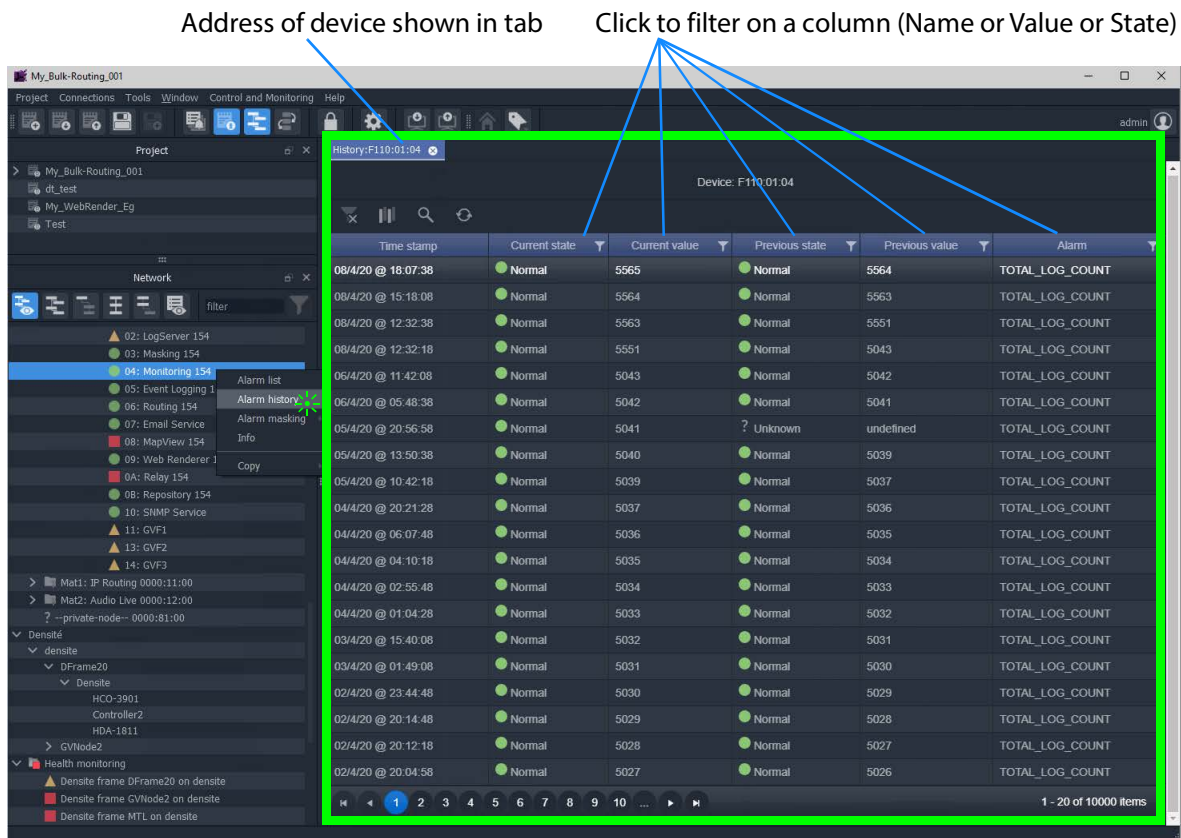 Address of device shown in tab
Click to filter on a column (Name or Value or State)
My_Bulk-Routing_001
Project Connections Tools Window Control and Monitoring Help
admin
Project
My_Bulk-Routing_001
dt_test
My_WebRender_Eg
Test
Network
filter
02: LogServer 154
03: Masking 154
04: Monitoring 154
05: Event Logging 1
06: Routing 154
07: Email Service
08: MapView 154
09: Web Renderer 1
0A: Relay 154
0B: Repository 154
10: SNMP Service
11: GVF1
13: GVF2
14: GVF3
Mat1: IP Routing 0000:11:00
Mat2: Audio Live 0000:12:00
? --private-node-- 0000:81:00
Densité
densite
DFrame20
Densite
HCO-3901
Controller2
HDA-1811
GVNode2
Health monitoring
Densite frame DFrame20 on densite
Densite frame GVNode2 on densite
Densite frame MTL on densite
Alarm list
Alarm history
Alarm masking
Info
Copy
History:F110:01:04
Device: F110:01:04
Time stamp Current state Current value Previous state Previous value Alarm
08/4/20 @ 18:07:38 Normal 5565 Normal 5564 TOTAL_LOG_COUNT
08/4/20 @ 15:18:08 Normal 5564 Normal 5563 TOTAL_LOG_COUNT
08/4/20 @ 12:32:38 Normal 5563 Normal 5551 TOTAL_LOG_COUNT
08/4/20 @ 12:32:18 Normal 5551 Normal 5043 TOTAL_LOG_COUNT
06/4/20 @ 11:42:08 Normal 5043 Normal 5042 TOTAL_LOG_COUNT
06/4/20 @ 05:48:38 Normal 5042 Normal 5041 TOTAL_LOG_COUNT
05/4/20 @ 20:56:58 Normal 5041 ? Unknown undefined TOTAL_LOG_COUNT
05/4/20 @ 13:50:38 Normal 5040 Normal 5039 TOTAL_LOG_COUNT
05/4/20 @ 10:42:18 Normal 5039 Normal 5037 TOTAL_LOG_COUNT
04/4/20 @ 20:21:28 Normal 5037 Normal 5036 TOTAL_LOG_COUNT
04/4/20 @ 06:07:48 Normal 5036 Normal 5035 TOTAL_LOG_COUNT
04/4/20 @ 04:10:18 Normal 5035 Normal 5034 TOTAL_LOG_COUNT
04/4/20 @ 02:55:48 Normal 5034 Normal 5033 TOTAL_LOG_COUNT
04/4/20 @ 01:04:28 Normal 5033 Normal 5032 TOTAL_LOG_COUNT
03/4/20 @ 15:40:08 Normal 5032 Normal 5031 TOTAL_LOG_COUNT
03/4/20 @ 01:49:08 Normal 5031 Normal 5030 TOTAL_LOG_COUNT
02/4/20 @ 23:44:48 Normal 5030 Normal 5029 TOTAL_LOG_COUNT
02/4/20 @ 20:14:48 Normal 5029 Normal 5028 TOTAL_LOG_COUNT
02/4/20 @ 20:12:18 Normal 5028 Normal 5027 TOTAL_LOG_COUNT
02/4/20 @ 20:04:58 Normal 5027 Normal 5026 TOTAL_LOG_COUNT
1 2 3 4 5 6 7 8 9 10 ... 1 - 20 of 10000 items